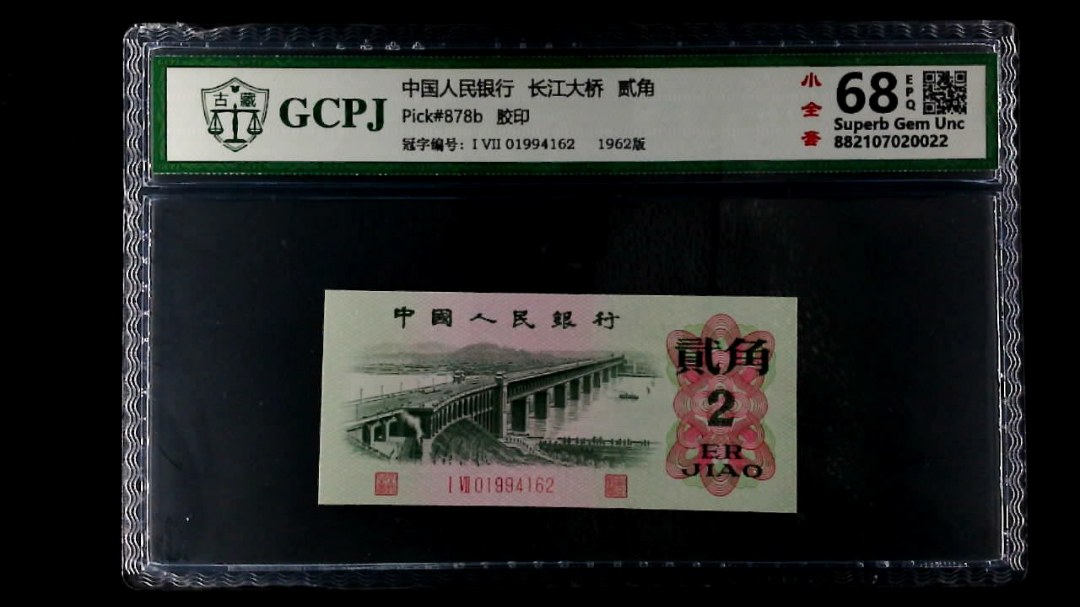 古藏
GCPJ
中国人民银行 长江大桥 贰角
Pick#878b 胶印
冠字编号: I VII 01994162 1962版
小全套
68
EPQ
Superb Gem Unc
882107020022
中國人民銀行
貳角
2
ER
JIAO
I VII 01994162